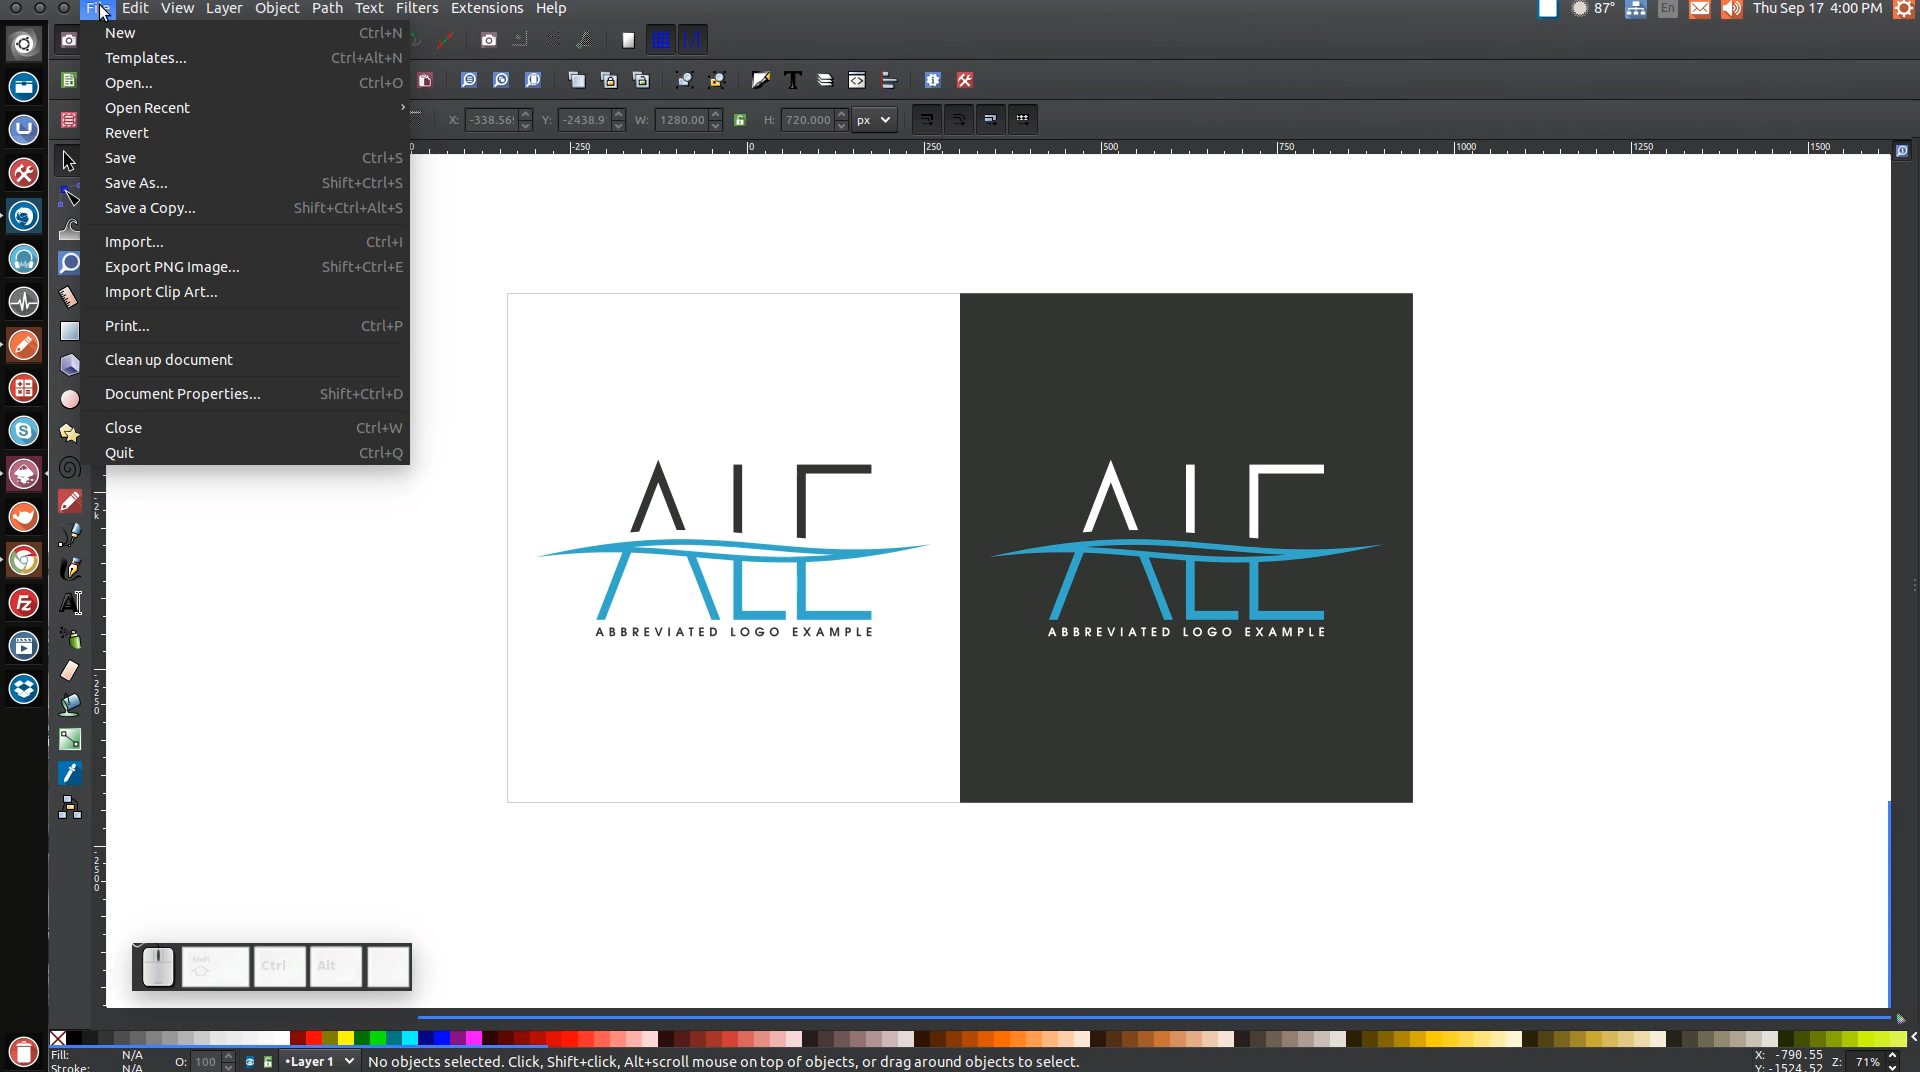 File Edit View Layer Object Path Text Filters Extensions Help
87° En Thu Sep 17 4:00 PM
New Ctrl+N
Templates... Ctrl+Alt+N
Open... Ctrl+O
Open Recent
Revert
Save Ctrl+S
Save As... Shift+Ctrl+S
Save a Copy... Shift+Ctrl+Alt+S
Import... Ctrl+I
Export PNG Image... Shift+Ctrl+E
Import Clip Art...
Print... Ctrl+P
Clean up document
Document Properties... Shift+Ctrl+D
Close Ctrl+W
Quit Ctrl+Q
X: -338.56 Y: -2438.9 W: 1280.00 H: 720.000 px
-250 0 250 500 750 1000 1250 1500
ALE
ABBREVIATED LOGO EXAMPLE
ALE
ABBREVIATED LOGO EXAMPLE
Shift Ctrl Alt
Fill: N/A
Stroke: N/A
O: 100
•Layer 1
No objects selected. Click, Shift+click, Alt+scroll mouse on top of objects, or drag around objects to select.
X: -790.55
Y: -1524.52
Z: 71%